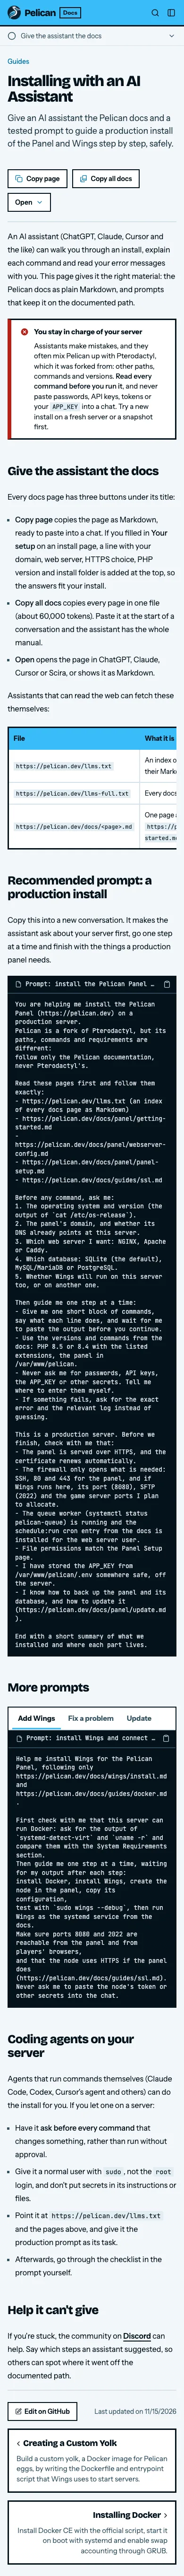 Pelican Docs
Give the assistant the docs
Guides
Installing with an AI
Assistant
Give an AI assistant the Pelican docs and a
tested prompt to guide a production install
of the Panel and Wings step by step, safely.
Copy page
Copy all docs
Open
An AI assistant (ChatGPT, Claude, Cursor and
the like) can walk you through an install, explain
each command and read your error messages
with you. This page gives it the right material: the
Pelican docs as plain Markdown, and prompts
that keep it on the documented path.
You stay in charge of your server
Assistants make mistakes, and they
often mix Pelican up with Pterodactyl,
which it was forked from: other paths,
commands and versions. Read every
command before you run it, and never
paste passwords, API keys, tokens or
your APP_KEY into a chat. Try a new
install on a fresh server or a snapshot
first.
Give the assistant the docs
Every docs page has three buttons under its title:
Copy page copies the page as Markdown,
ready to paste into a chat. If you filled in Your
setup on an install page, a line with your
domain, web server, HTTPS choice, PHP
version and install folder is added at the top, so
the answers fit your install.
Copy all docs copies every page in one file
(about 60,000 tokens). Paste it at the start of a
conversation and the assistant has the whole
manual.
Open opens the page in ChatGPT, Claude,
Cursor or Scira, or shows it as Markdown.
Assistants that can read the web can fetch these
themselves:
File
What it is
https://pelican.dev/llms.txt
An index o
their Mark
https://pelican.dev/llms-full.txt
Every docs
https://pelican.dev/docs/<page>.md
One page a
https://p
started.m
Recommended prompt: a
production install
Copy this into a new conversation. It makes the
assistant ask about your server first, go one step
at a time and finish with the things a production
panel needs.
Prompt: install the Pelican Panel …
You are helping me install the Pelican
Panel (https://pelican.dev) on a
production server.
Pelican is a fork of Pterodactyl, but its
paths, commands and requirements are
different:
follow only the Pelican documentation,
never Pterodactyl's.
Read these pages first and follow them
exactly:
- https://pelican.dev/llms.txt (an index
of every docs page as Markdown)
- https://pelican.dev/docs/panel/getting-
started.md
-
https://pelican.dev/docs/panel/webserver-
config.md
- https://pelican.dev/docs/panel/panel-
setup.md
- https://pelican.dev/docs/guides/ssl.md
Before any command, ask me:
1. The operating system and version (the
output of `cat /etc/os-release`).
2. The panel's domain, and whether its
DNS already points at this server.
3. Which web server I want: NGINX, Apache
or Caddy.
4. Which database: SQLite (the default),
MySQL/MariaDB or PostgreSQL.
5. Whether Wings will run on this server
too, or on another one.
Then guide me one step at a time:
- Give me one short block of commands,
say what each line does, and wait for me
to paste the output before you continue.
- Use the versions and commands from the
docs: PHP 8.5 or 8.4 with the listed
extensions, the panel in
/var/www/pelican.
- Never ask me for passwords, API keys,
the APP_KEY or other secrets. Tell me
where to enter them myself.
- If something fails, ask for the exact
error and the relevant log instead of
guessing.
This is a production server. Before we
finish, check with me that:
- The panel is served over HTTPS, and the
certificate renews automatically.
- The firewall only opens what is needed:
SSH, 80 and 443 for the panel, and if
Wings runs here, its port (8080), SFTP
(2022) and the game server ports I plan
to allocate.
- The queue worker (systemctl status
pelican-queue) is running and the
schedule:run cron entry from the docs is
installed for the web server user.
- File permissions match the Panel Setup
page.
- I have stored the APP_KEY from
/var/www/pelican/.env somewhere safe, off
the server.
- I know how to back up the panel and its
database, and how to update it
(https://pelican.dev/docs/panel/update.md
).
End with a short summary of what we
installed and where each part lives.
More prompts
Add Wings
Fix a problem
Update
Prompt: install Wings and connect …
Help me install Wings for the Pelican
Panel, following only
https://pelican.dev/docs/wings/install.md
and
https://pelican.dev/docs/guides/docker.md
.
First check with me that this server can
run Docker: ask for the output of
`systemd-detect-virt` and `uname -r` and
compare them with the System Requirements
section.
Then guide me one step at a time, waiting
for my output after each step:
install Docker, install Wings, create the
node in the panel, copy its
configuration,
test with `sudo wings --debug`, then run
Wings as the systemd service from the
docs.
Make sure ports 8080 and 2022 are
reachable from the panel and from
players' browsers,
and that the node uses HTTPS if the panel
does
(https://pelican.dev/docs/guides/ssl.md).
Never ask me to paste the node's token or
other secrets into the chat.
Coding agents on your
server
Agents that run commands themselves (Claude
Code, Codex, Cursor's agent and others) can do
the install for you. If you let one on a server:
Have it ask before every command that
changes something, rather than run without
approval.
Give it a normal user with sudo, not the root
login, and don't put secrets in its instructions or
files.
Point it at https://pelican.dev/llms.txt
and the pages above, and give it the
production prompt as its task.
Afterwards, go through the checklist in the
prompt yourself.
Help it can't give
If you're stuck, the community on Discord can
help. Say which steps an assistant suggested, so
others can spot where it went off the
documented path.
Edit on GitHub
Last updated on 11/15/2026
Creating a Custom Yolk
Build a custom yolk, a Docker image for Pelican
eggs, by writing the Dockerfile and entrypoint
script that Wings uses to start servers.
Installing Docker
Install Docker CE with the official script, start it
on boot with systemd and enable swap
accounting through GRUB.